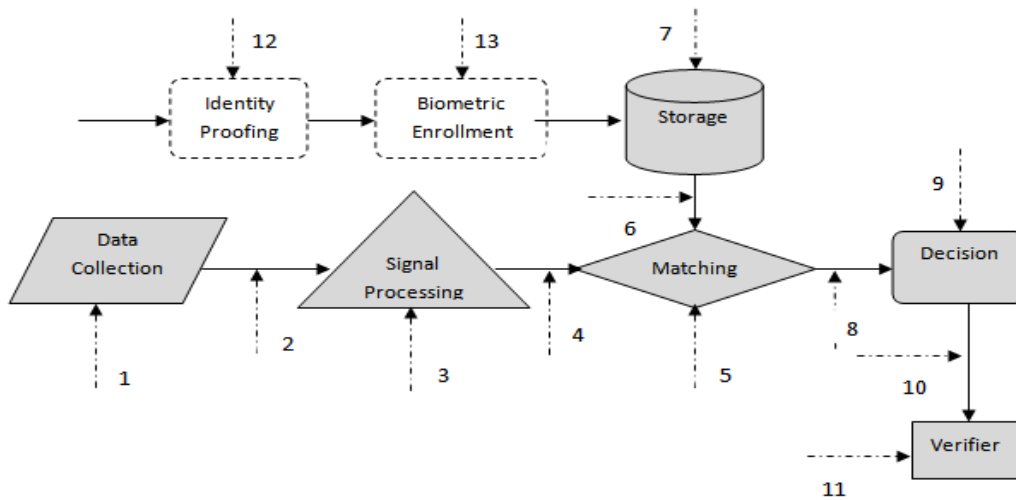 12
13
7
Identity
Proofing
Biometric
Enrollment
Storage
9
6
Data
Collection
Signal
Processing
Matching
Decision
2
4
8
1
3
5
10
Verifier
11